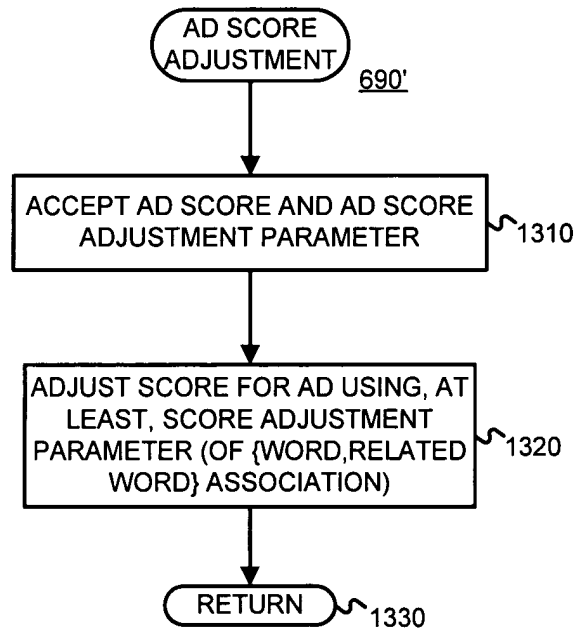 AD SCORE
ADJUSTMENT
690'
ACCEPT AD SCORE AND AD SCORE
ADJUSTMENT PARAMETER
1310
ADJUST SCORE FOR AD USING, AT
LEAST, SCORE ADJUSTMENT
PARAMETER (OF {WORD,RELATED
WORD} ASSOCIATION)
1320
RETURN
1330